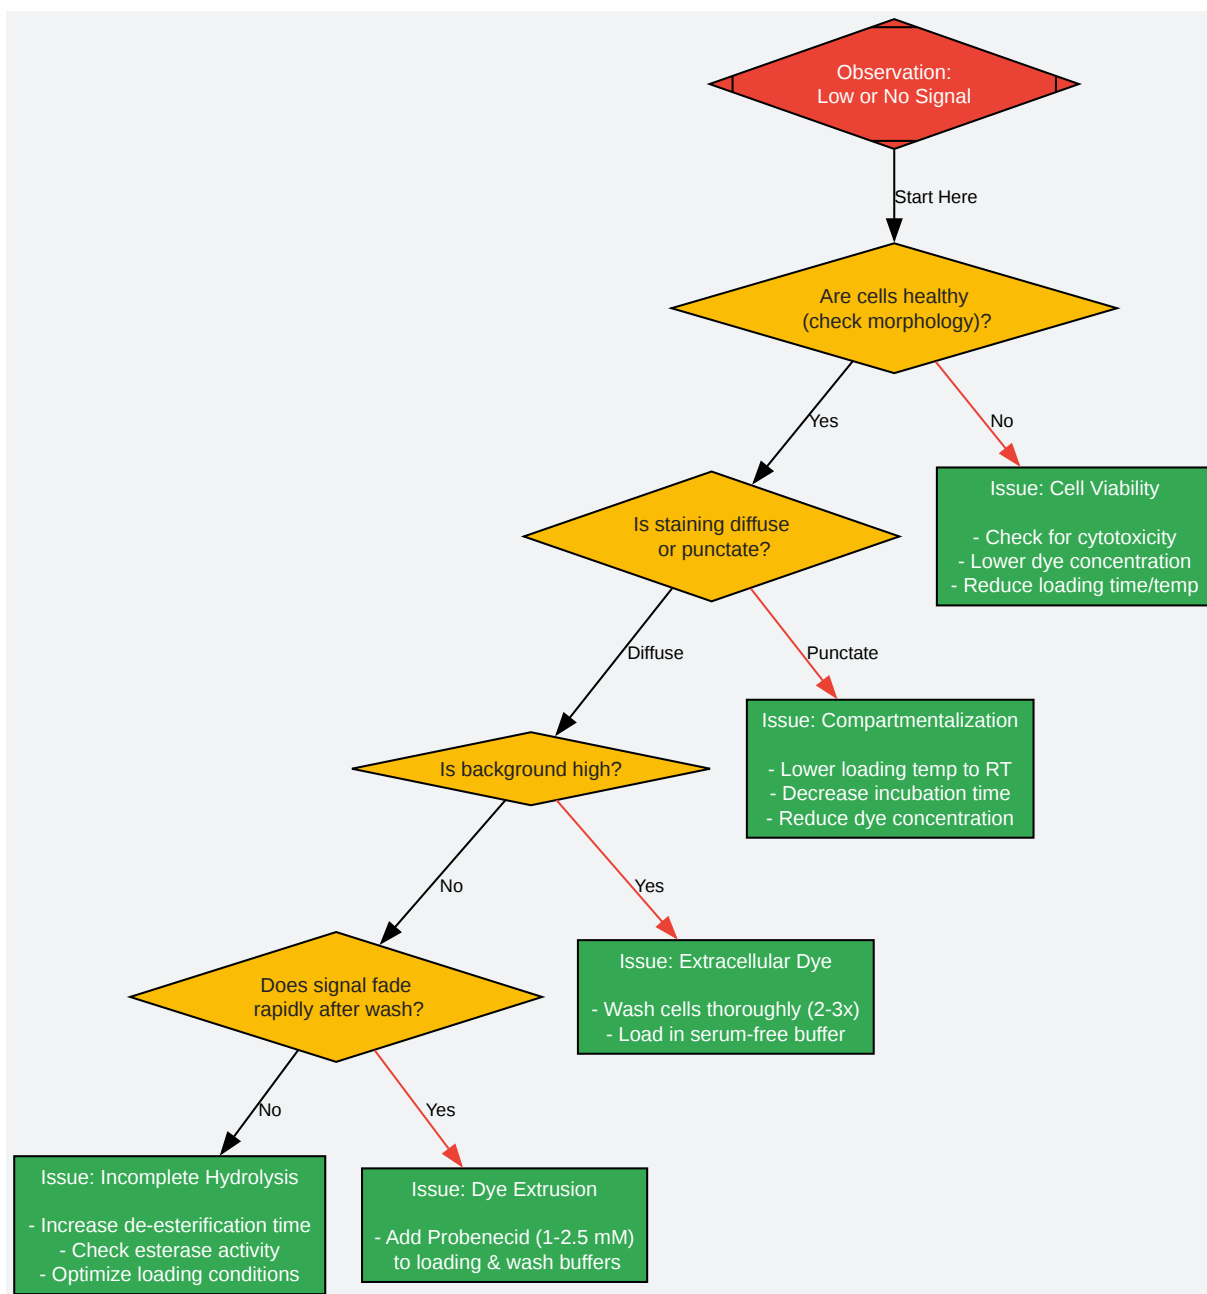 Observation:
Low or No Signal
Start Here
Are cells healthy
(check morphology)?
Yes
No
Issue: Cell Viability
- Check for cytotoxicity
- Lower dye concentration
- Reduce loading time/temp
Is staining diffuse
or punctate?
Diffuse
Punctate
Issue: Compartmentalization
- Lower loading temp to RT
- Decrease incubation time
- Reduce dye concentration
Is background high?
No
Yes
Issue: Extracellular Dye
- Wash cells thoroughly (2-3x)
- Load in serum-free buffer
Does signal fade
rapidly after wash?
No
Yes
Issue: Incomplete Hydrolysis
- Increase de-esterification time
- Check esterase activity
- Optimize loading conditions
Issue: Dye Extrusion
- Add Probenecid (1-2.5 mM)
to loading & wash buffers